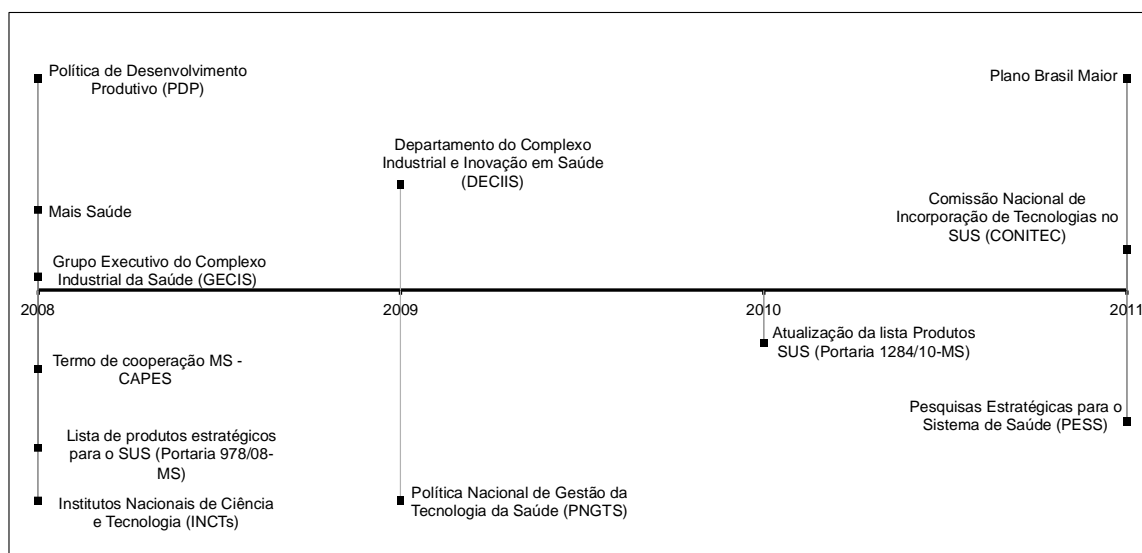 Política de Desenvolvimento
Produtivo (PDP)
Plano Brasil Maior
Departamento do Complexo
Industrial e Inovação em Saúde
(DECIIS)
Mais Saúde
Comissão Nacional de
Incorporação de Tecnologias no
SUS (CONITEC)
Grupo Executivo do Complexo
Industrial da Saúde (GECIS)
2008
2009
2010
2011
Atualização da lista Produtos
SUS (Portaria 1284/10-MS)
Termo de cooperação MS -
CAPES
Pesquisas Estratégicas para o
Sistema de Saúde (PESS)
Lista de produtos estratégicos
para o SUS (Portaria 978/08-
MS)
Institutos Nacionais de Ciência
e Tecnologia (INCTs)
Política Nacional de Gestão da
Tecnologia da Saúde (PNGTS)